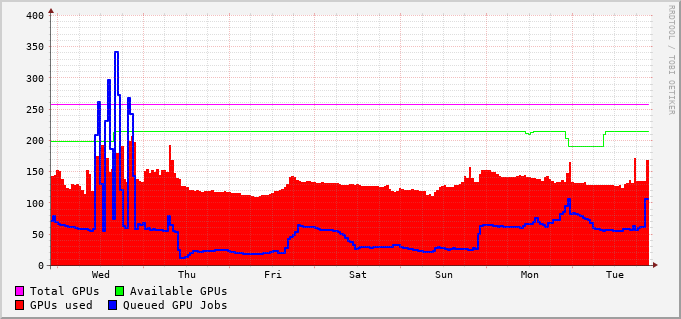 400
350
300
250
200
150
100
50
0
Wed Thu Fri Sat Sun Mon Tue
Total GPUs Available GPUs
GPUs used Queued GPU Jobs
RRDTOOL / TOBI OETIKER